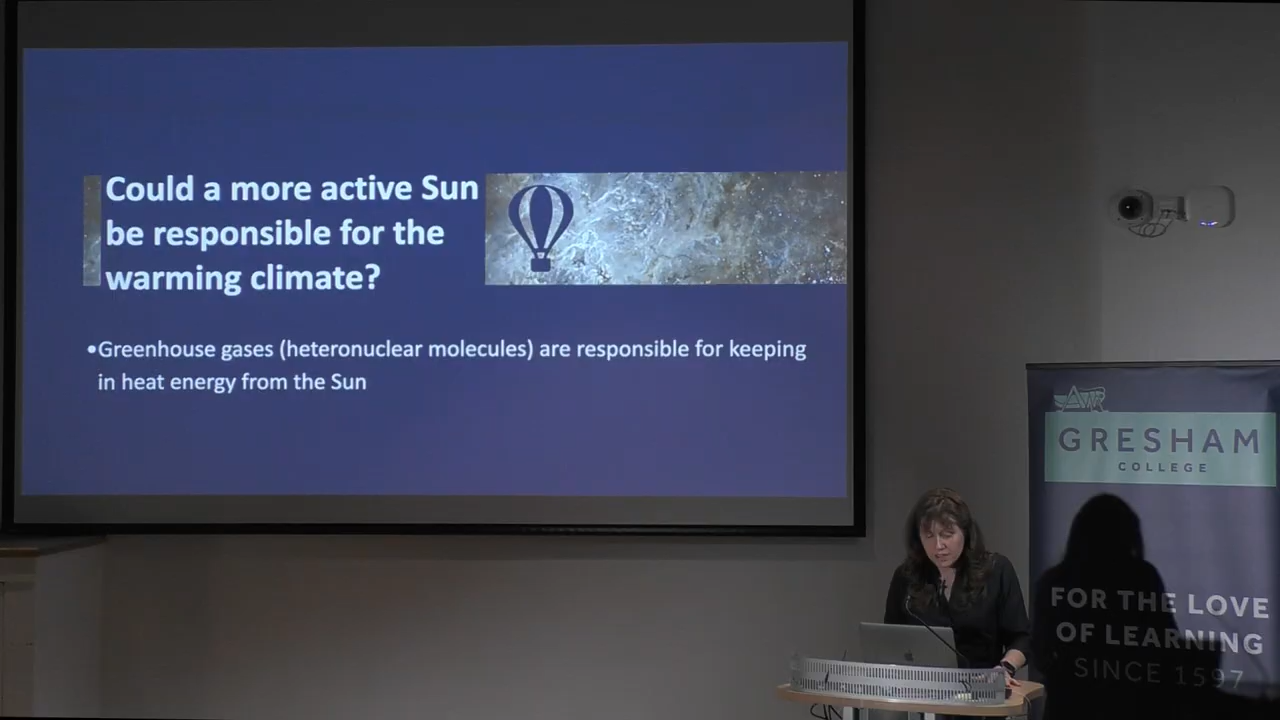 Could a more active Sun
be responsible for the
warming climate?
•Greenhouse gases (heteronuclear molecules) are responsible for keeping
in heat energy from the Sun
GRESHAM
COLLEGE
FOR THE LOVE
OF LEARNING
SINCE 1597